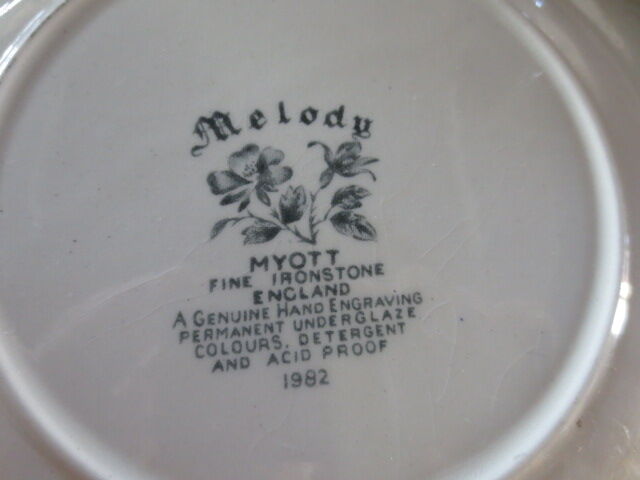 Melody
MYOTT
FINE IRONSTONE
ENGLAND
A GENUINE HAND ENGRAVING
PERMANENT UNDERGLAZE
COLOURS, DETERGENT
AND ACID PROOF
1982